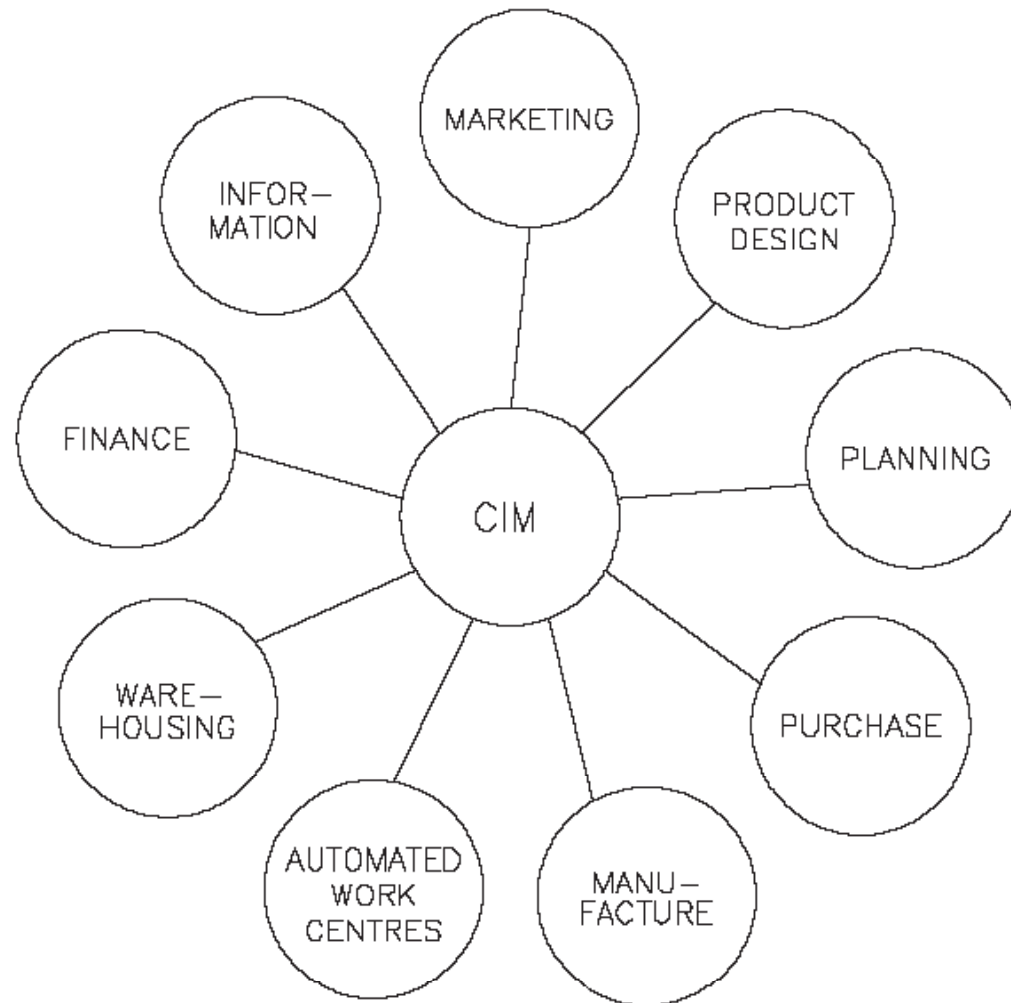 MARKETING
INFOR-
MATION
PRODUCT
DESIGN
FINANCE
PLANNING
CIM
WARE-
HOUSING
PURCHASE
AUTOMATED
WORK
CENTRES
MANU-
FACTURE